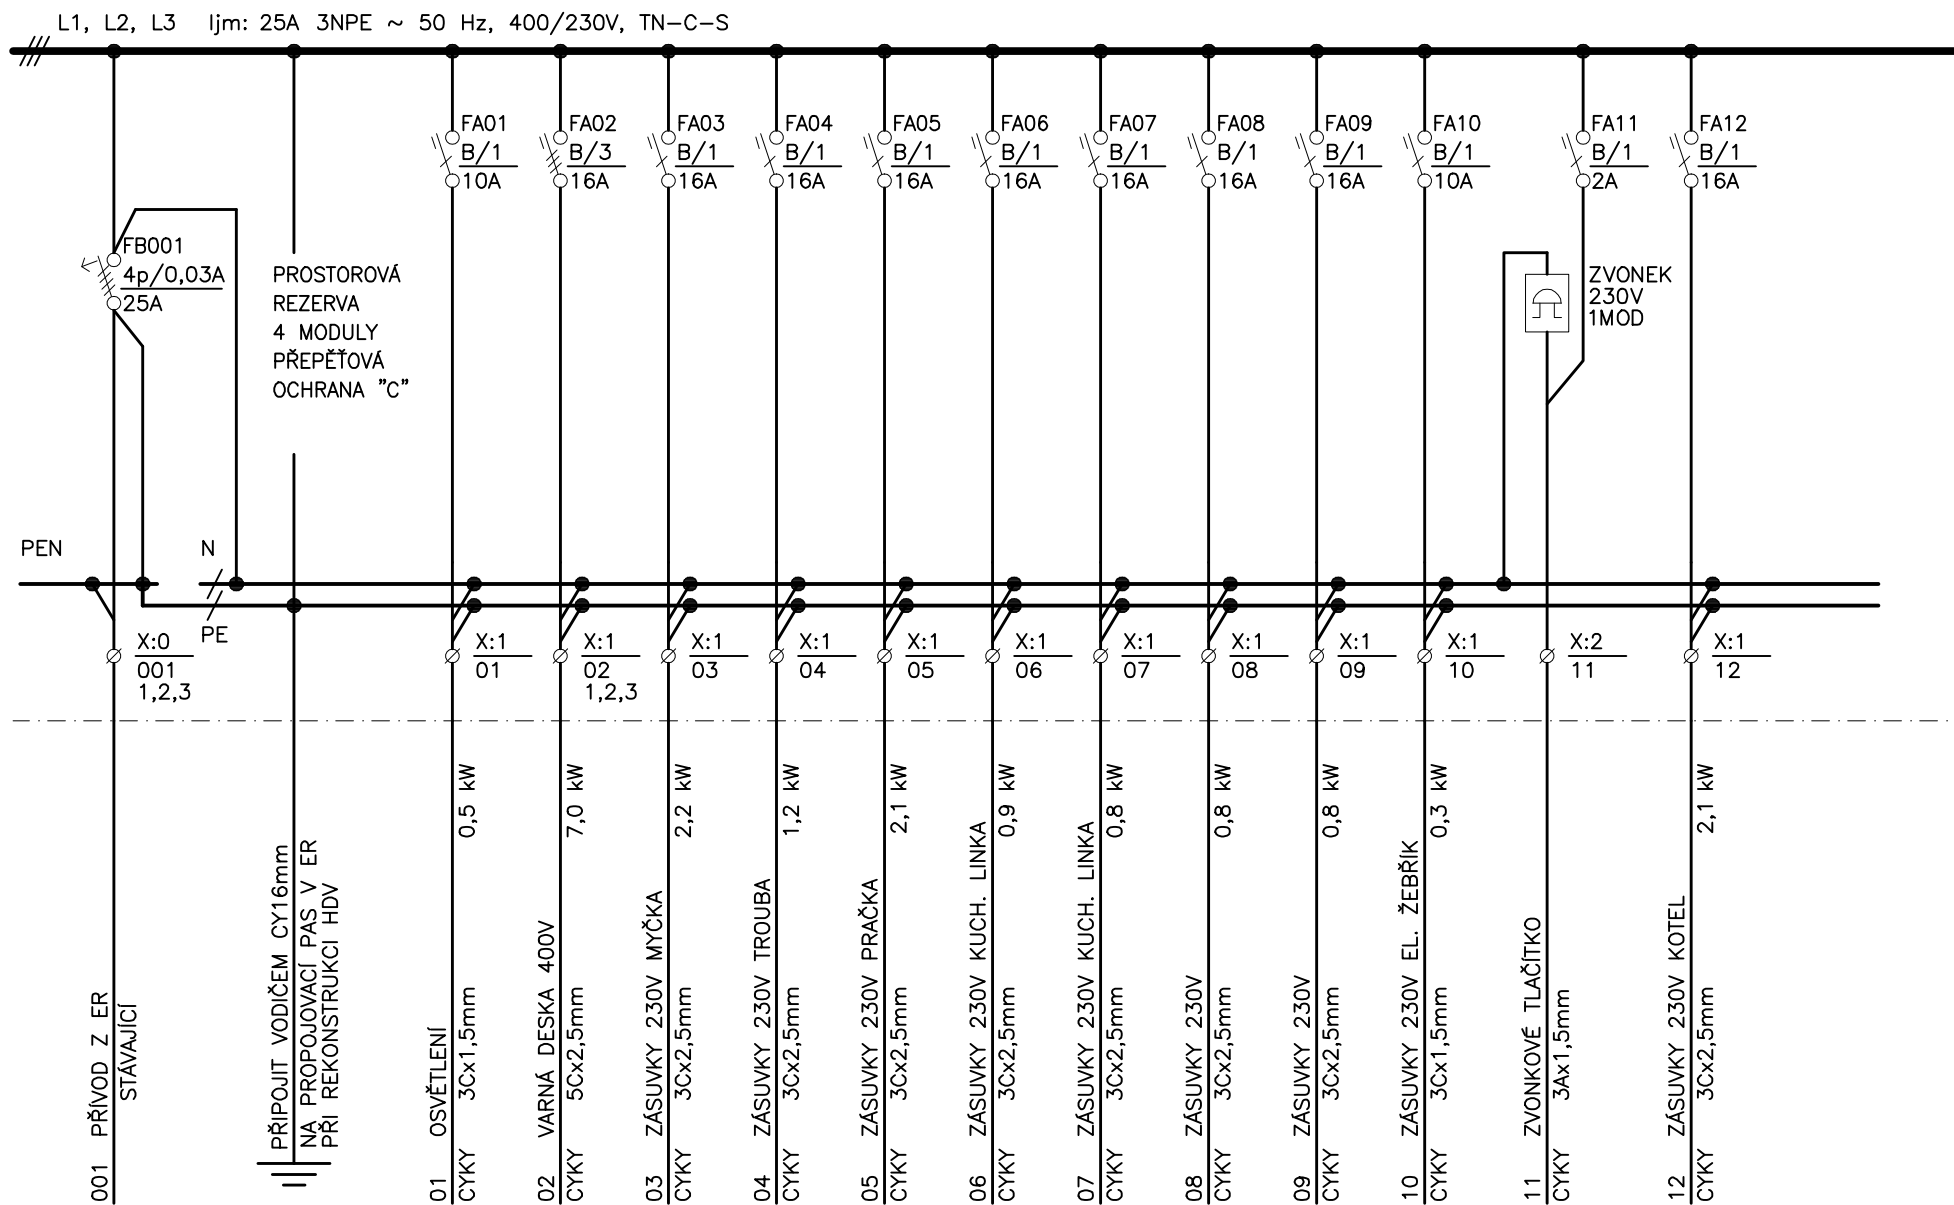 L1, L2, L3 Ijm: 25A 3NPE ~ 50 Hz, 400/230V, TN-C-S
FA01
B/1
10A
FA02
B/3
16A
FA03
B/1
16A
FA04
B/1
16A
FA05
B/1
16A
FA06
B/1
16A
FA07
B/1
16A
FA08
B/1
16A
FA09
B/1
16A
FA10
B/1
10A
FA11
B/1
2A
FA12
B/1
16A
FB001
4p/0,03A
25A
PROSTOROVÁ
REZERVA
4 MODULY
PŘEPĚŤOVÁ
OCHRANA "C"
ZVONEK
230V
1MOD
PEN
N
PE
X:0
001
1,2,3
X:1
01
X:1
02
1,2,3
X:1
03
X:1
04
X:1
05
X:1
06
X:1
07
X:1
08
X:1
09
X:1
10
X:2
11
X:1
12
001 PŘÍVOD Z ER
STÁVAJÍCÍ
PŘIPOJIT VODIČEM CY16mm
NA PROPOJOVACÍ PAS V ER
PŘI REKONSTRUKCI HDV
01 OSVĚTLENÍ
CYKY 3Cx1,5mm 0,5 kW
02 VARNÁ DESKA 400V
CYKY 5Cx2,5mm 7,0 kW
03 ZÁSUVKY 230V MYČKA
CYKY 3Cx2,5mm 2,2 kW
04 ZÁSUVKY 230V TROUBA
CYKY 3Cx2,5mm 1,2 kW
05 ZÁSUVKY 230V PRAČKA
CYKY 3Cx2,5mm 2,1 kW
06 ZÁSUVKY 230V KUCH. LINKA
CYKY 3Cx2,5mm 0,9 kW
07 ZÁSUVKY 230V KUCH. LINKA
CYKY 3Cx2,5mm 0,8 kW
08 ZÁSUVKY 230V
CYKY 3Cx2,5mm 0,8 kW
09 ZÁSUVKY 230V
CYKY 3Cx2,5mm 0,8 kW
10 ZÁSUVKY 230V EL. ŽEBŘÍK
CYKY 3Cx1,5mm 0,3 kW
11 ZVONKOVÉ TLAČÍTKO
CYKY 3Ax1,5mm
12 ZÁSUVKY 230V KOTEL
CYKY 3Cx2,5mm 2,1 kW